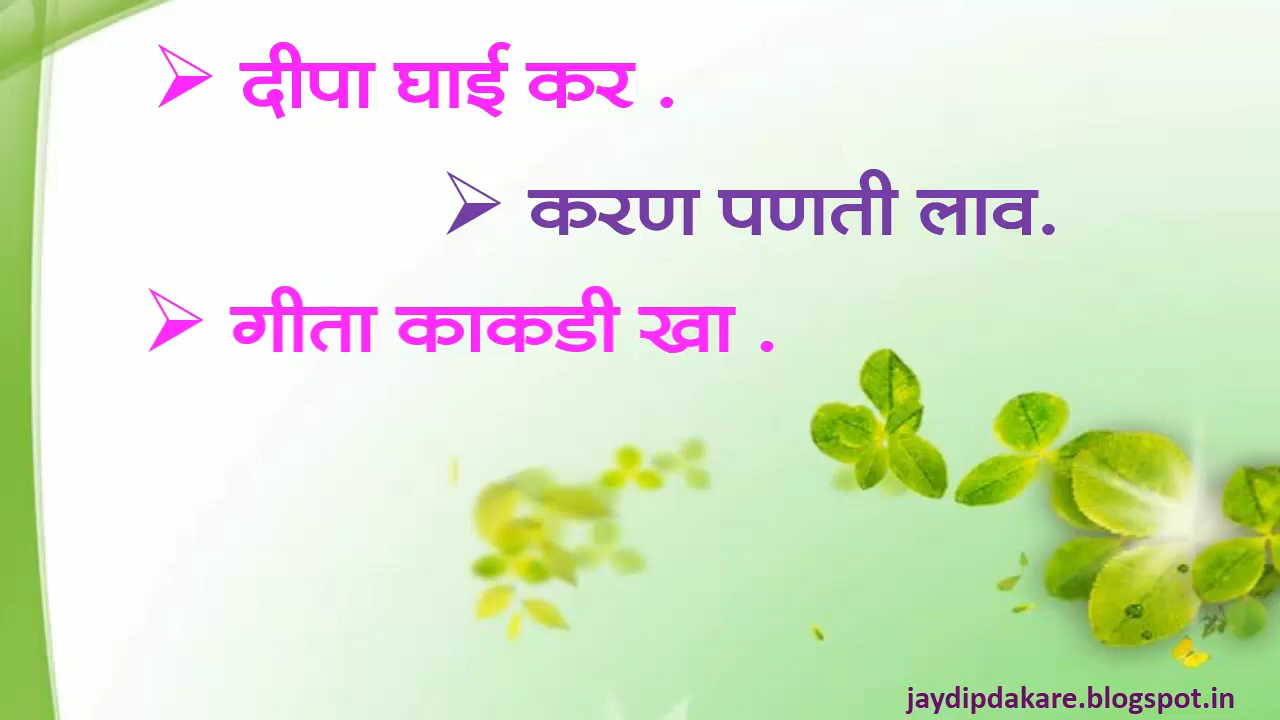 दीपा घाई कर .
करण पणती लाव.
गीता काकडी खा .
jaydipdakare.blogspot.in